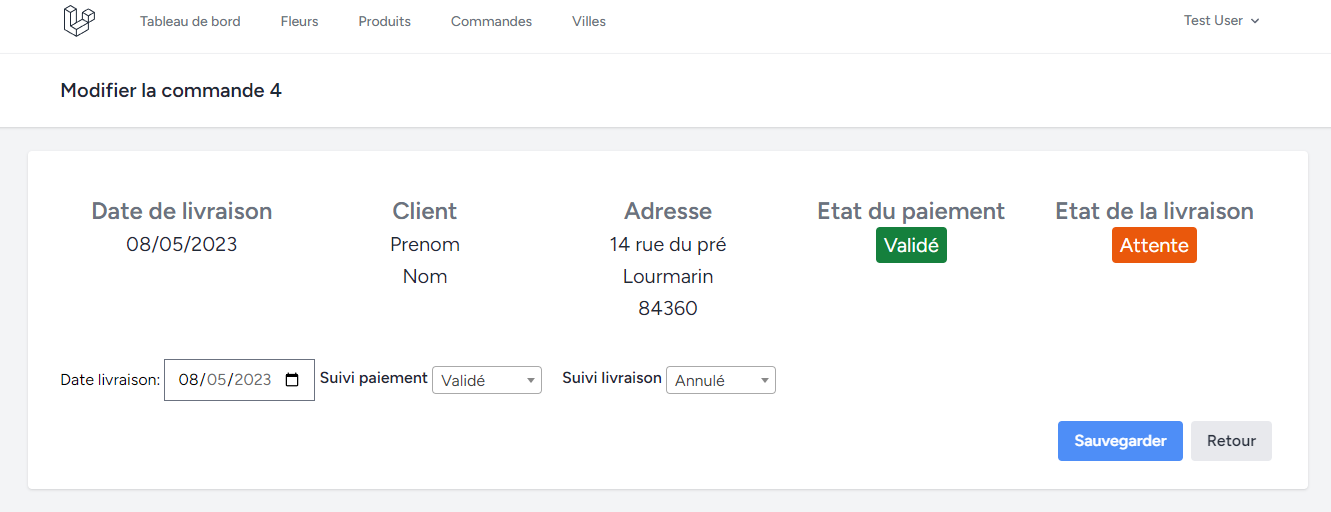 Tableau de bord Fleurs Produits Commandes Villes Test User
Modifier la commande 4
Date de livraison Client Adresse Etat du paiement Etat de la livraison
08/05/2023 Prenom 14 rue du pré Validé Attente
Nom Lourmarin
84360
Date livraison: 08/05/2023 Suivi paiement Validé Suivi livraison Annulé
Sauvegarder Retour